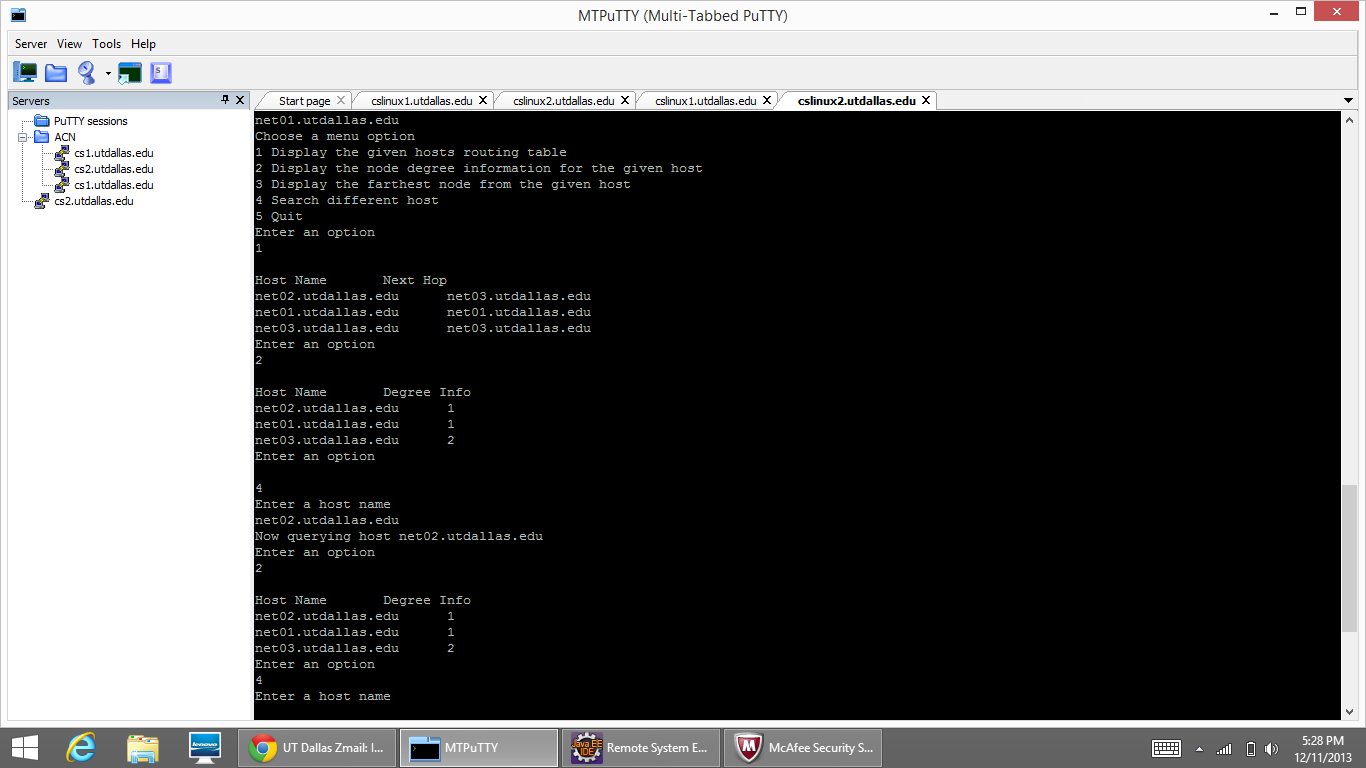 MTPuTTY (Multi-Tabbed PuTTY)
Server View Tools Help
Servers
PuTTY sessions
ACN
cs1.utdallas.edu
cs2.utdallas.edu
cs1.utdallas.edu
cs2.utdallas.edu
Start page cslinux1.utdallas.edu cslinux2.utdallas.edu cslinux1.utdallas.edu cslinux2.utdallas.edu
net01.utdallas.edu
Choose a menu option
1 Display the given hosts routing table
2 Display the node degree information for the given host
3 Display the farthest node from the given host
4 Search different host
5 Quit
Enter an option
1
Host Name Next Hop
net02.utdallas.edu net03.utdallas.edu
net01.utdallas.edu net01.utdallas.edu
net03.utdallas.edu net03.utdallas.edu
Enter an option
2
Host Name Degree Info
net02.utdallas.edu 1
net01.utdallas.edu 1
net03.utdallas.edu 2
Enter an option
4
Enter a host name
net02.utdallas.edu
Now querying host net02.utdallas.edu
Enter an option
2
Host Name Degree Info
net02.utdallas.edu 1
net01.utdallas.edu 1
net03.utdallas.edu 2
Enter an option
4
Enter a host name
lenovo
UT Dallas Zmail: I...
MTPuTTY
Java EE
IDE
Remote System E...
McAfee Security S...
5:28 PM
12/11/2013